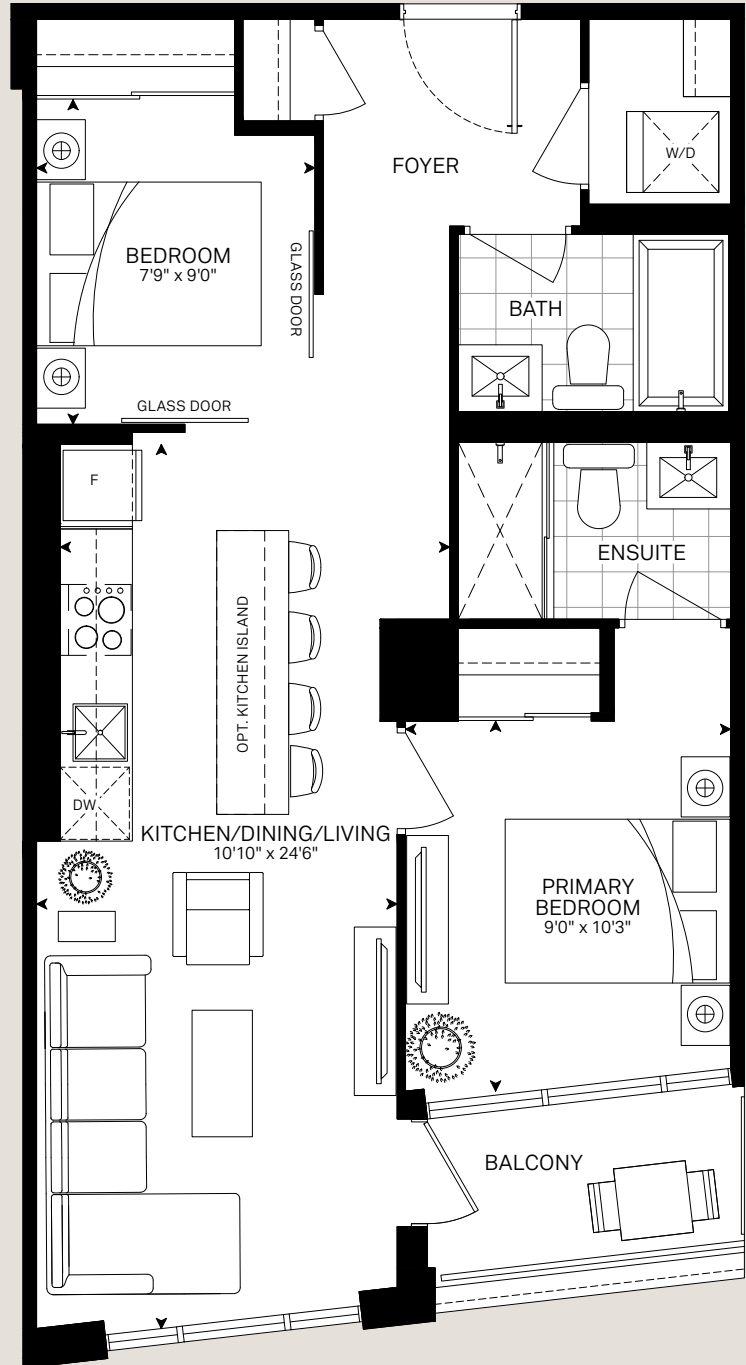 W/D
FOYER
BEDROOM
7'9" x 9'0"
GLASS DOOR
BATH
GLASS DOOR
F
ENSUITE
OPT. KITCHEN ISLAND
DW
KITCHEN/DINING/LIVING
10'10" x 24'6"
PRIMARY
BEDROOM
9'0" x 10'3"
BALCONY